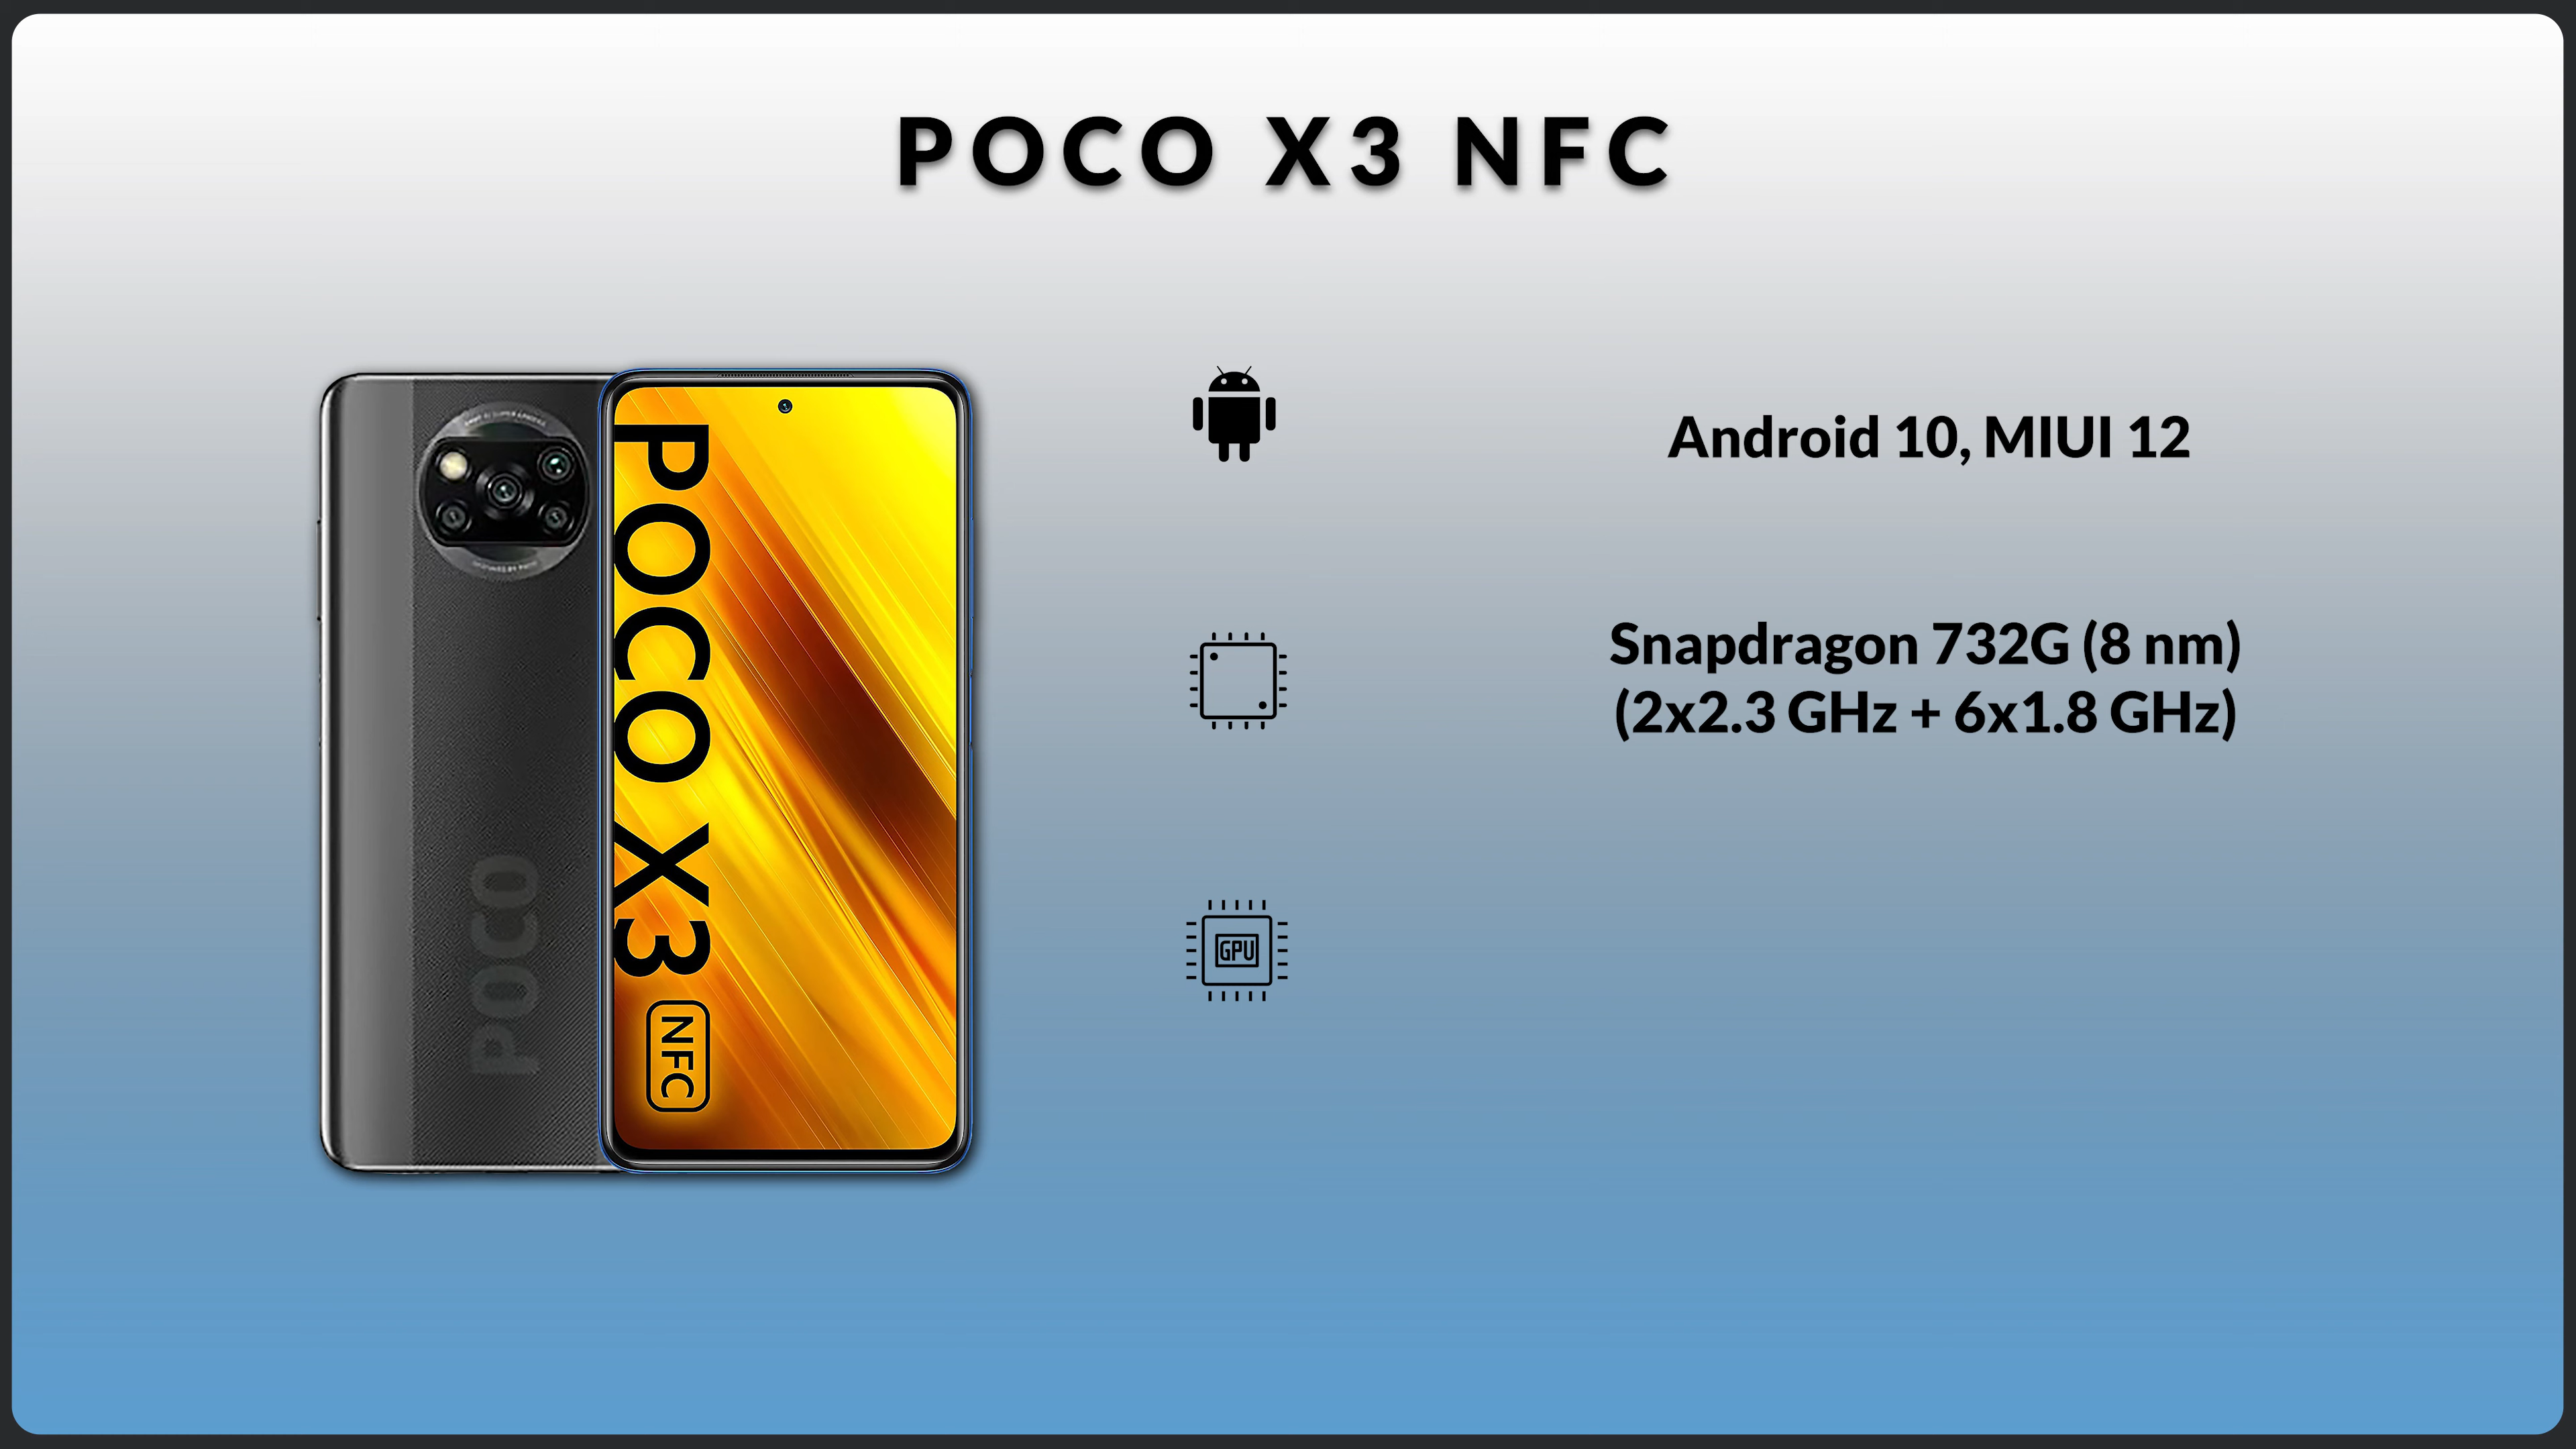 POCO X3 NFC
POCO
POCO X3
NFC
Android 10, MIUI 12
Snapdragon 732G (8 nm)
(2x2.3 GHz + 6x1.8 GHz)
GPU